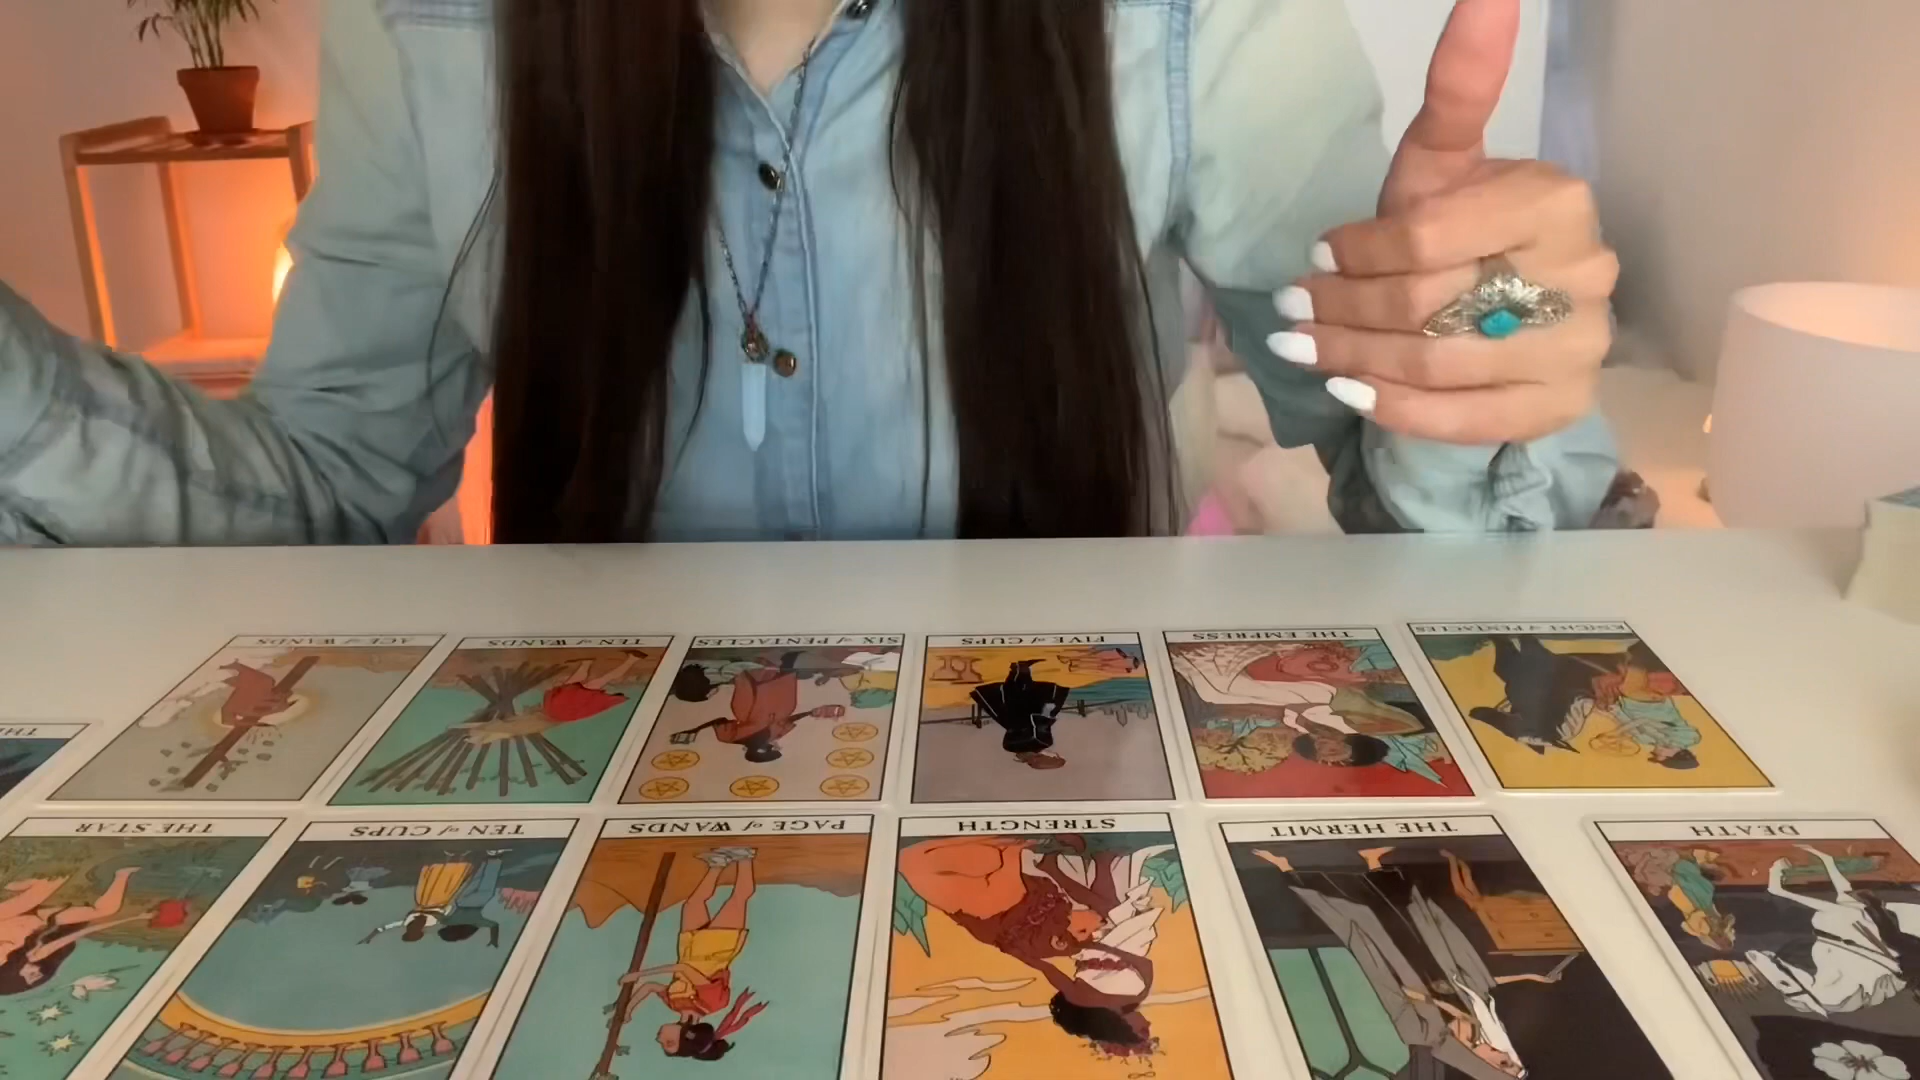 ACE of WANDS
TEN of WANDS
SIX of PENTACLES
FIVE of CUPS
THE EMPRESS
KNIGHT of PENTACLES
THE
THE STAR
TEN of CUPS
PAGE of WANDS
STRENGTH
THE HERMIT
DEATH